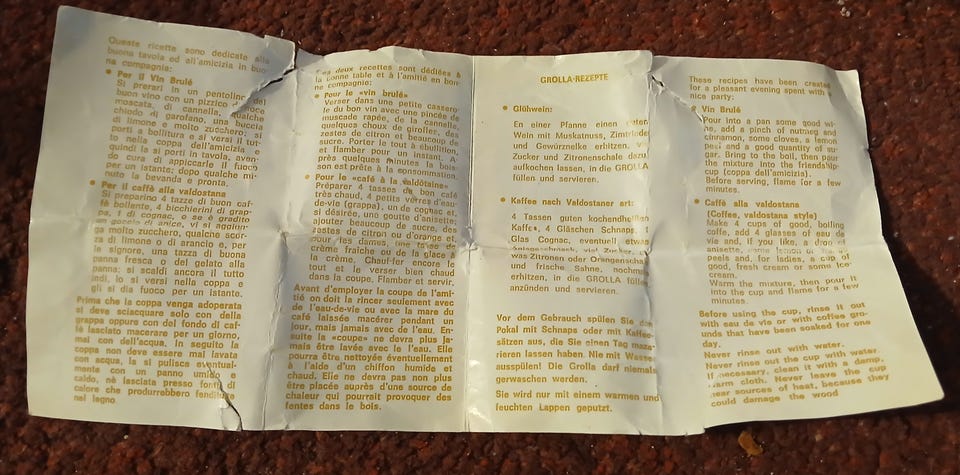 Queste ricette sono dedicate alla
buona tavola ed all'amicizia in buo-
na compagnia:
● Per il Vin Brulé
Si prepari in un pentolino del
buon vino con un pizzico di noce
moscata, di cannella, qualche
chiodo di garofano, una buccia
di limone e molto zucchero; si
porti a bollitura e si versi il tut-
to nella coppa dell'amicizia e
quindi la si porti in tavola, aven-
do cura di appiccarle il fuoco
per un istante; dopo qualche mi-
nuto la bevanda è pronta.
● Per il caffè alla valdostana
Si preparino 4 tazze di buon caf-
fè bollente, 4 bicchierini di grap-
pa, 1 di cognac, o se è gradito
un goccio di anice, vi si aggiun-
ga molto zucchero, qualche scor-
za di limone o di arancio e, per
le signore, una tazza di buona
panna fresca o del gelato alla
panna; si scaldi ancora il tutto
indi, lo si versi nella coppa e
gli si dia fuoco per un istante.
Prima che la coppa venga adoperata
si deve sciacquare solo con della
grappa oppure con del fondo di caf-
fè lasciato macerare per un giorno,
mai con dell'acqua. In seguito la
coppa non deve essere mai lavata
con acqua, la si pulisca eventual-
mente con un panno umido e
caldo, nè lasciata presso fonti di
calore che produrrebbero fenditure
nel legno.
Ces deux recettes sont dédiées à
la bonne table et à l'amitié en bon-
ne compagnie:
● Pour le «vin brulé»
Verser dans une petite cassero-
le du bon vin avec une pincée de
muscade rapée, de la cannelle,
quelques choux de girofler, des
zestes de citron et beaucoup de
sucre. Porter le tout à ébullition
et flamber pour un instant. A-
près quelques minutes la bois-
son est prête à la consommation.
● Pour le «café à la valdôtaine»
Préparer 4 tasses de bon café
très chaud, 4 petits verres d'eau-
de-vie (grappa), un de cognac et,
si désirée, une goutte d'anisette;
ajouter beaucoup de sucre, des
zestes de citron ou d'orange et,
pour les dames, une tasse de
crème fraîche ou de la glace à
la crème. Chauffer encore le
tout et le verser bien chaud
dans la coupe. Flamber et servir.
Avant d'employer la coupe de l'ami-
tié on doit la rincer seulement avec
de l'eau-de-vie ou avec la mare du
café laissée macérer pendant un
jour, mais jamais avec de l'eau. En-
suite la «coupe» ne devra plus ja-
mais être lavée avec le l'eau. Elle
pourra être nettoyée éventuellement
à l'aide d'un chiffon humide et
chaud. Elle ne devra pas non plus
être placée auprès d'une source de
chaleur qui pourrait provoquer des
fentes dans le bois.
GROLLA-REZEPTE
● Glühwein:
En einer Pfanne einen guten
Wein mit Muskatnuss, Zimtrinde
und Gewürznelke erhitzen, viel
Zucker und Zitronenschale dazu,
aufkochen lassen, in die GROLLA
füllen und servieren.
● Kaffee nach Valdostaner art:
4 Tassen guten kochendheißen
Kaffe, 4 Gläschen Schnaps, 1
Glas Cognac, eventuell etwas
viel Zucker,
was Zitronen oder Orangenscha
und frische Sahne, nochmal
erhitzen, in die GROLLA füllen
anzünden und servieren.
Vor dem Gebrauch spülen Sie den
Pokal mit Schnaps oder mit Kaffee-
sätzen aus, die Sie einen Tag maze-
rieren lassen haben. Nie mit Wasser
ausspülen! Die Grolla darf niemals
gerwaschen werden.
Sie wird nur mit einem warmen und
feuchten Lappen geputzt.
These recipes have been created
for a pleasant evening spent with a
nice party:
● Vin Brulé
Pour into a pan some good wi-
ne, add a pinch of nutmeg and
cinnamon, some cloves, a lemon
peel and a good quantity of su-
gar. Bring to the boil, then pour
the mixture into the friendship
cup (coppa dell'amicizia).
Before serving, flame for a few
minutes.
● Caffè alla valdostana
(Coffee, valdostana style)
Make 4 cups of good, boiling
coffe, add 4 glasses of eau de
vie and, if you like, a drop of
anisette, some lemon or
peels and, for ladies, a cup of
good, fresh cream or some Ice-
cream.
Warm the mixture, then pour it
into the cup and flame for a few
minutes.
Before using the cup, rinse it out
with eau de vie or with coffee gro-
unds that have been soaked for one
day.
Never rinse out with water.
Never rinse out the cup with water.
If necessary, clean it with a damp,
warm cloth. Never leave the cup
near sources of heat, because they
could damage the wood